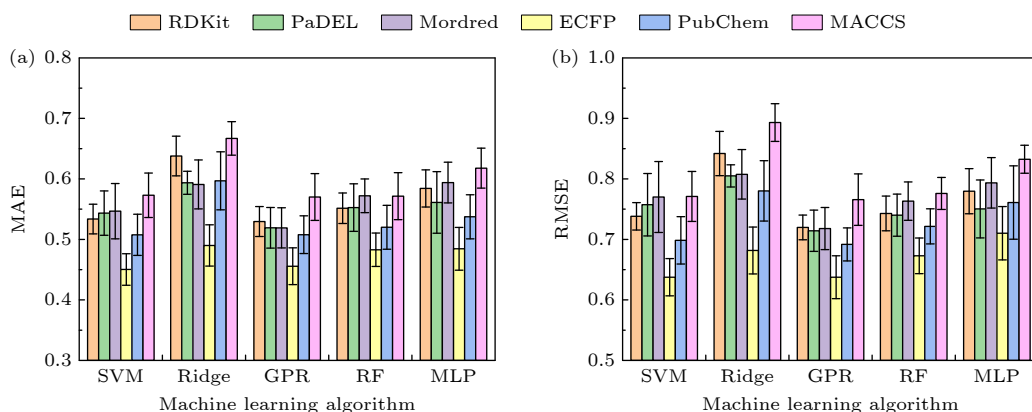 RDKit PaDEL Mordred ECFP PubChem MACCS
(a)
MAE
0.8
0.7
0.6
0.5
0.4
0.3
SVM Ridge GPR RF MLP
Machine learning algorithm
(b)
RMSE
1.0
0.9
0.8
0.7
0.6
0.5
SVM Ridge GPR RF MLP
Machine learning algorithm